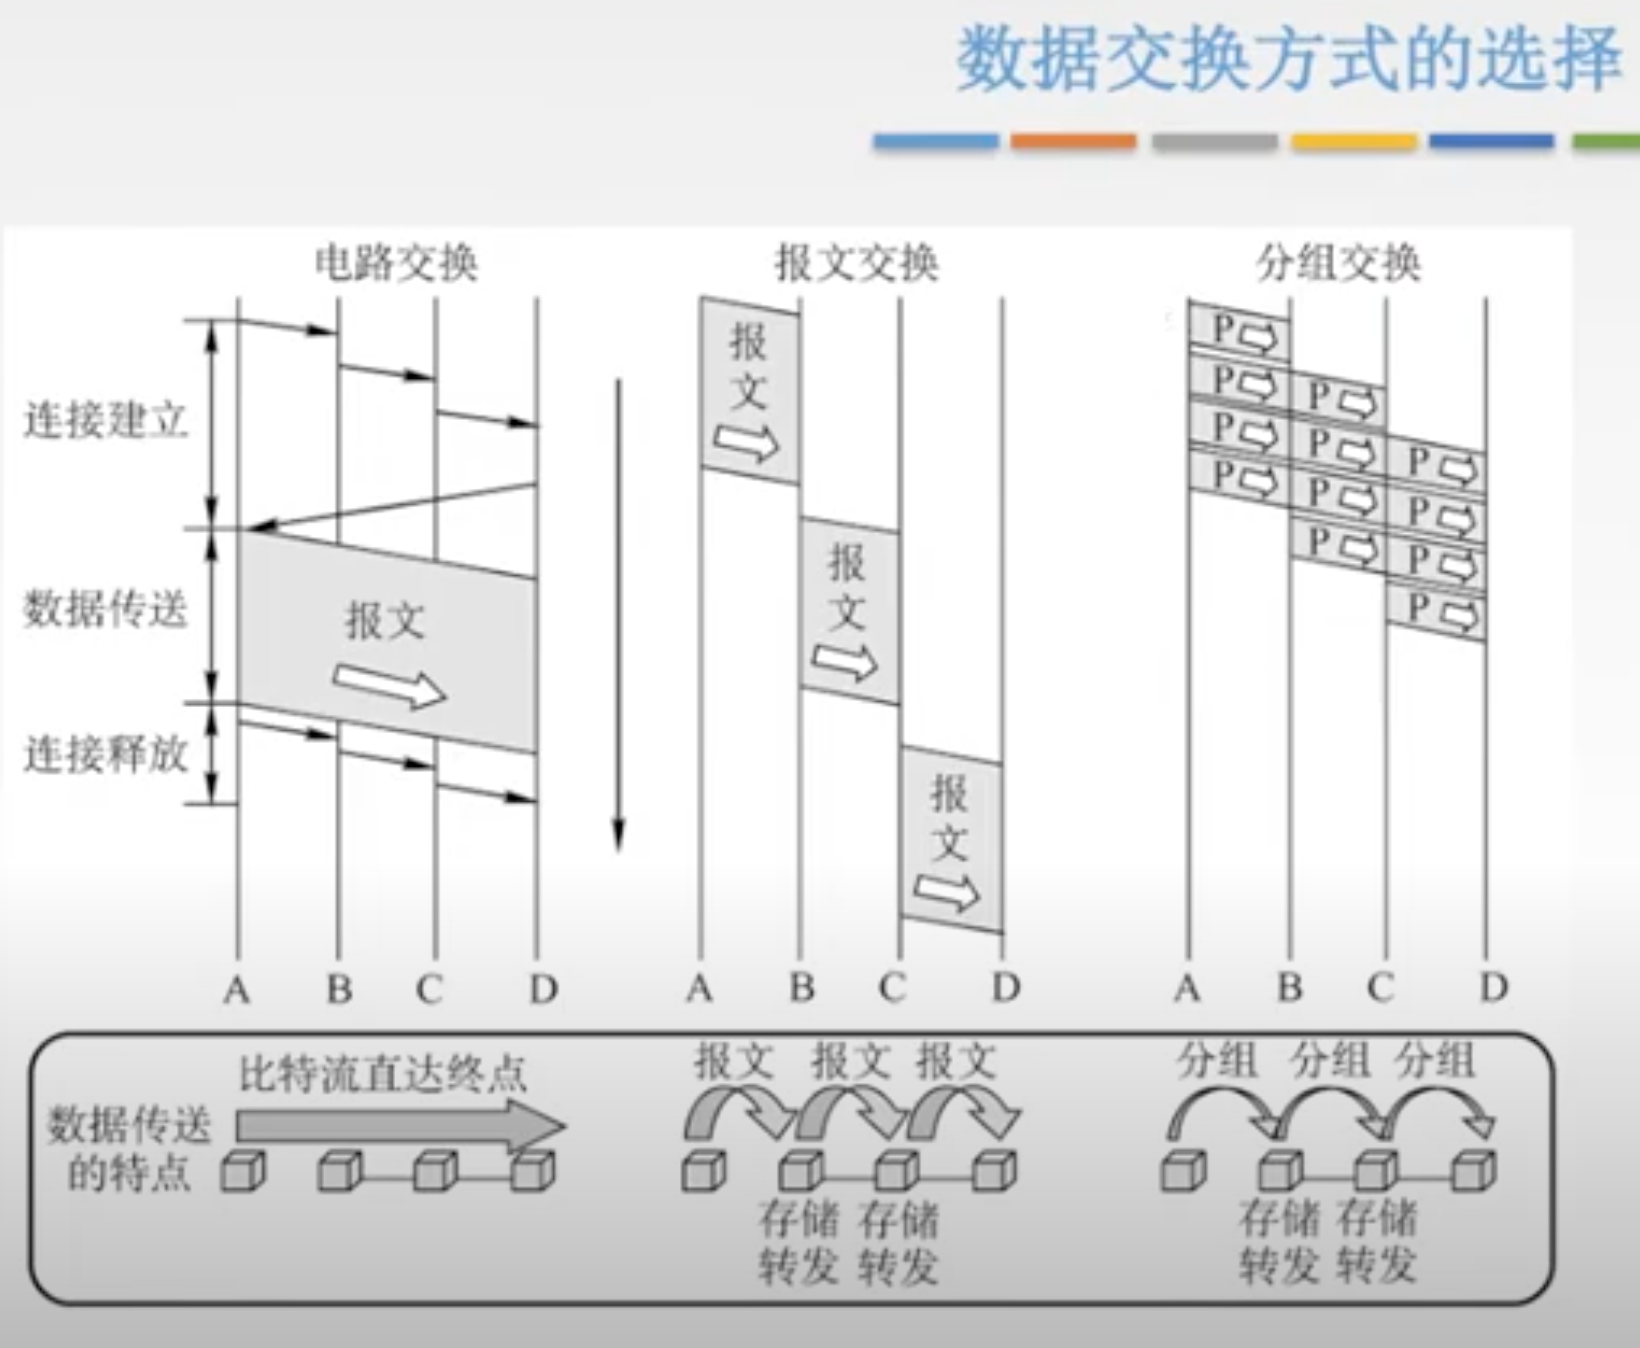 数据交换方式的选择
电路交换
报文交换
分组交换
连接建立
数据传送
连接释放
报文
报
文
报
文
报
文
P
P
P
P
P
P
P
P
P
P
P
P
A
B
C
D
A
B
C
D
A
B
C
D
数据传送
的特点
比特流直达终点
报文
报文
报文
存储
转发
存储
转发
分组
分组
分组
存储
转发
存储
转发